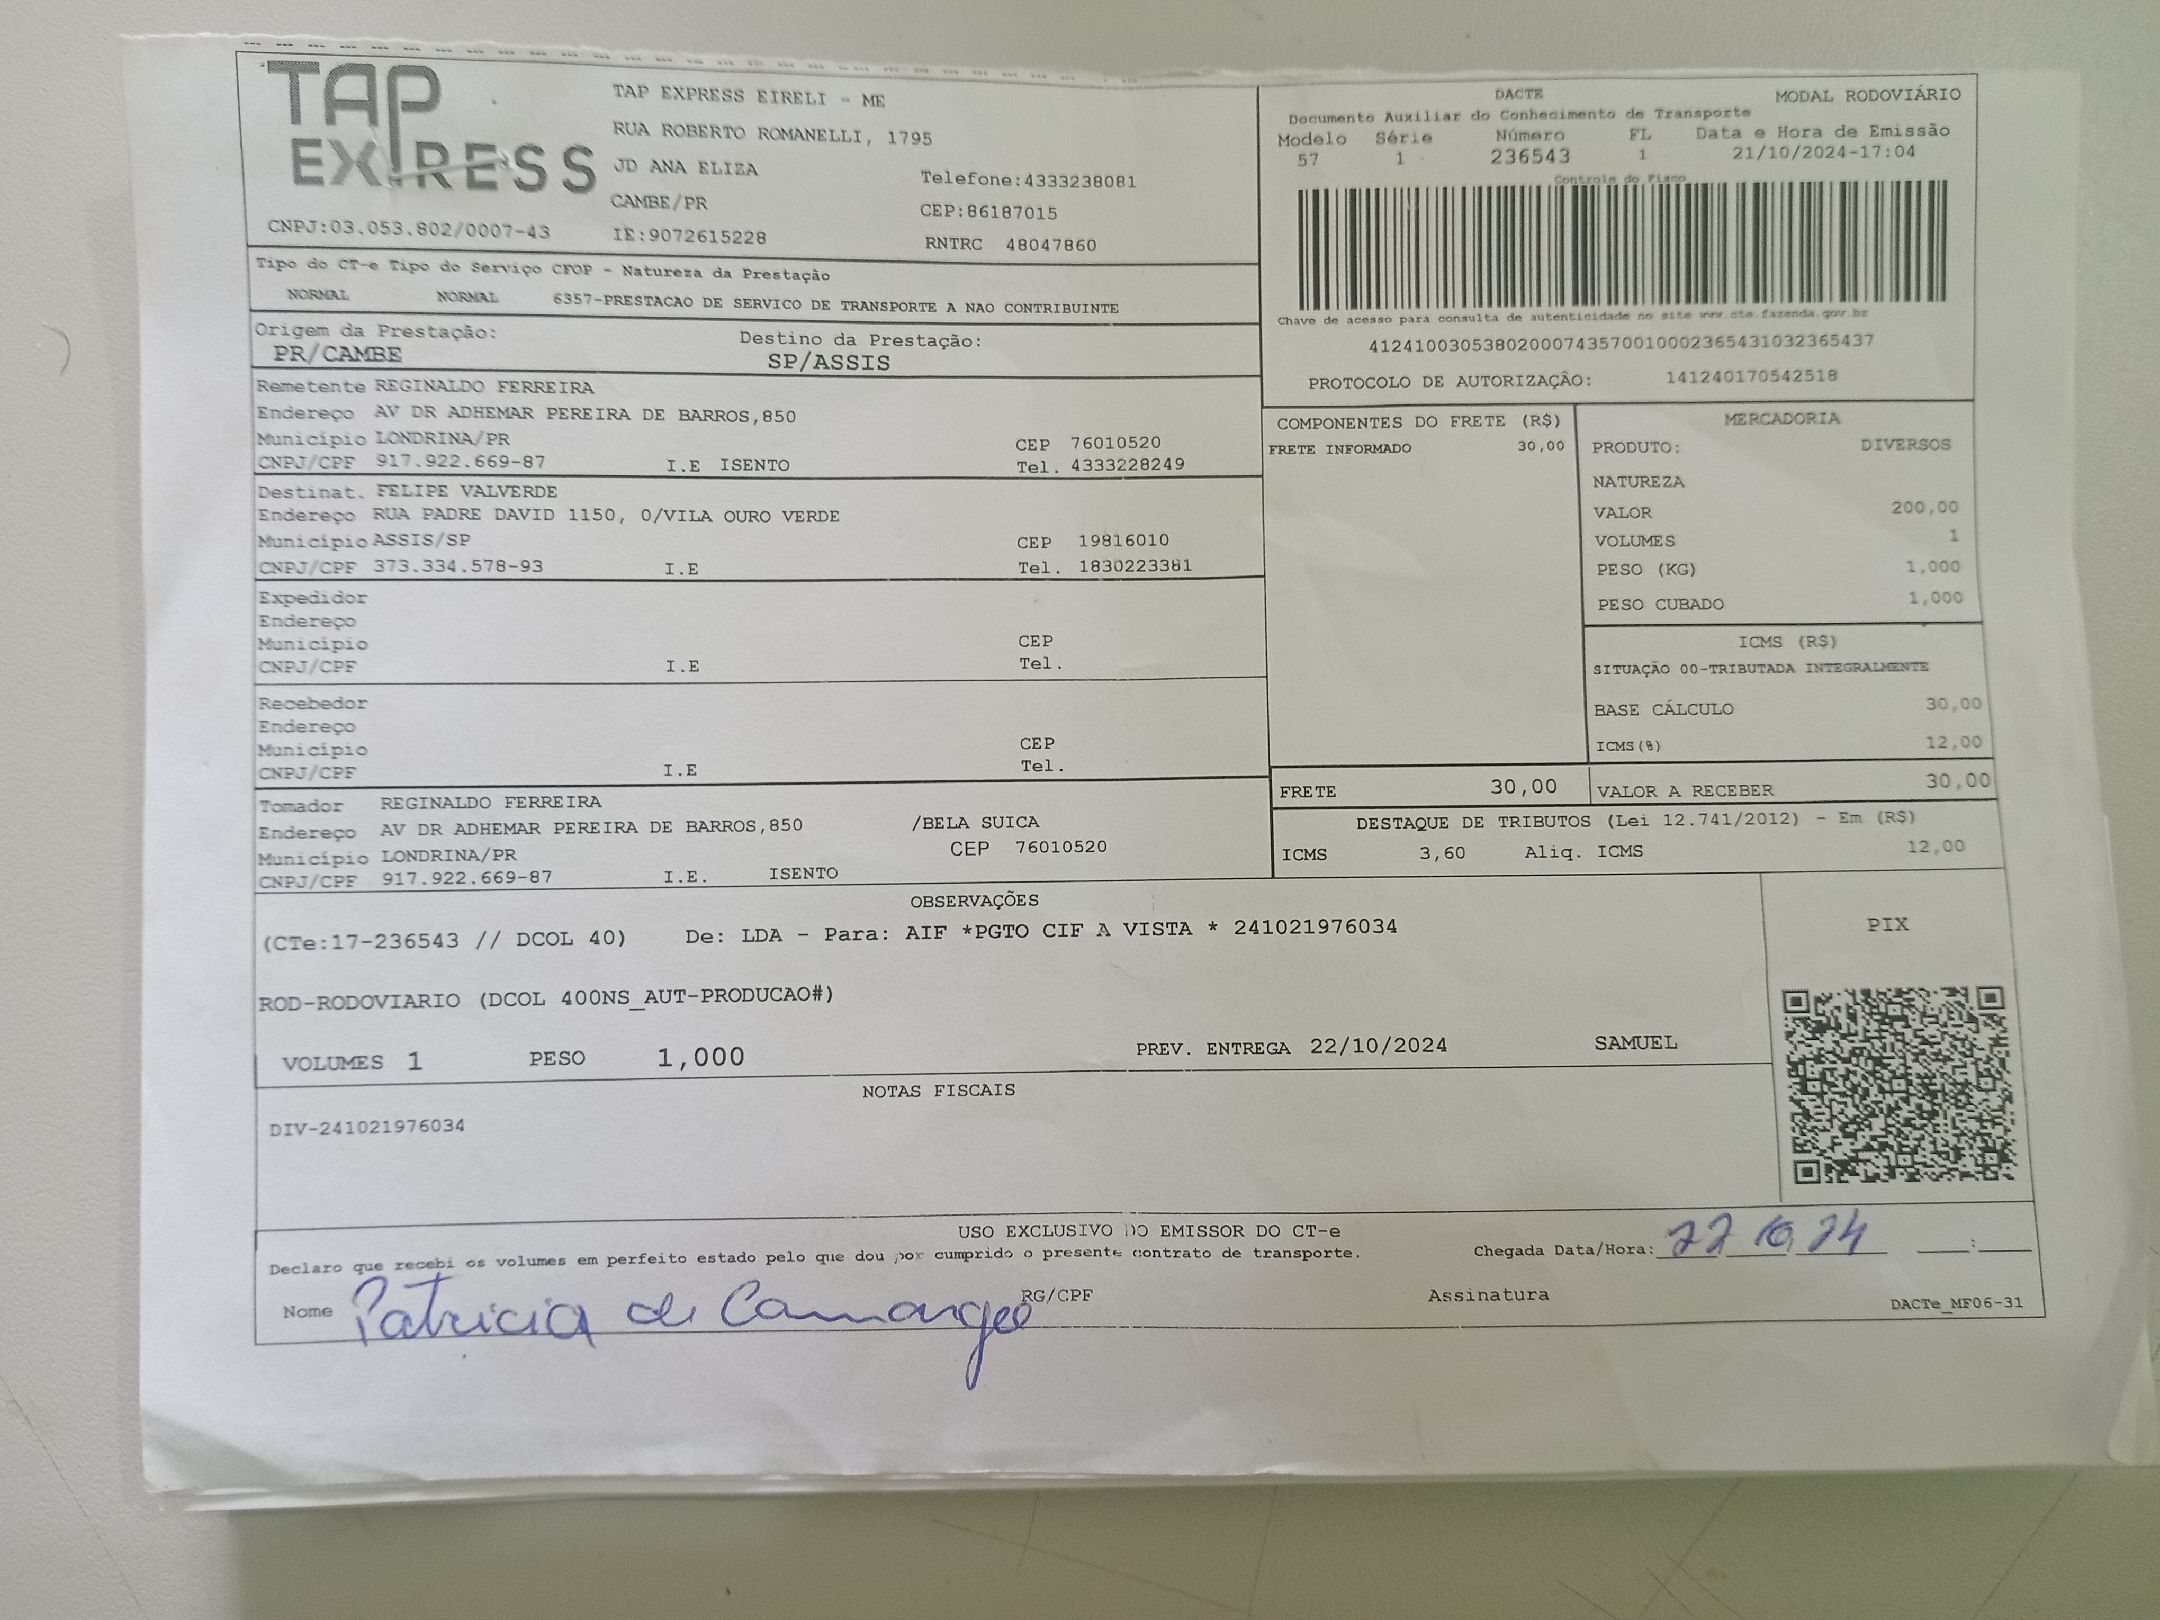 TAP EXPRESS
TAP EXPRESS EIRELI - ME
RUA ROBERTO ROMANELLI, 1795
JD ANA ELIZA
Telefone:4333238081
CAMBE/PR
CEP:86187015
CNPJ:03.053.802/0007-43
IE:9072615228
RNTRC 48047860
DACTE
MODAL RODOVIÁRIO
Documento Auxiliar do Conhecimento de Transporte
Modelo Série Número FL Data e Hora de Emissão
57 1 236543 1 21/10/2024-17:04
Controle do Fisco
Chave de acesso para consulta de autenticidade no site www.cte.fazenda.gov.br
41241003053802000743570010002365431032365437
PROTOCOLO DE AUTORIZAÇÃO: 141240170542518
Tipo do CT-e Tipo do Serviço CFOP - Natureza da Prestação
NORMAL NORMAL 6357-PRESTACAO DE SERVICO DE TRANSPORTE A NAO CONTRIBUINTE
Origem da Prestação: Destino da Prestação:
PR/CAMBE SP/ASSIS
Remetente REGINALDO FERREIRA
Endereço AV DR ADHEMAR PEREIRA DE BARROS,850
Município LONDRINA/PR CEP 76010520
CNPJ/CPF 917.922.669-87 I.E ISENTO Tel. 4333228249
Destinat. FELIPE VALVERDE
Endereço RUA PADRE DAVID 1150, 0/VILA OURO VERDE
Município ASSIS/SP CEP 19816010
CNPJ/CPF 373.334.578-93 I.E Tel. 1830223381
Expedidor
Endereço
Município CEP
CNPJ/CPF I.E Tel.
Recebedor
Endereço
Município CEP
CNPJ/CPF I.E Tel.
Tomador REGINALDO FERREIRA
Endereço AV DR ADHEMAR PEREIRA DE BARROS,850 /BELA SUICA
Município LONDRINA/PR CEP 76010520
CNPJ/CPF 917.922.669-87 I.E. ISENTO
COMPONENTES DO FRETE (R$)
FRETE INFORMADO 30,00
MERCADORIA
PRODUTO: DIVERSOS
NATUREZA
VALOR 200,00
VOLUMES 1
PESO (KG) 1,000
PESO CUBADO 1,000
ICMS (R$)
SITUAÇÃO 00-TRIBUTADA INTEGRALMENTE
BASE CÁLCULO 30,00
ICMS(%) 12,00
FRETE 30,00 VALOR A RECEBER 30,00
DESTAQUE DE TRIBUTOS (Lei 12.741/2012) - Em (R$)
ICMS 3,60 Aliq. ICMS 12,00
OBSERVAÇÕES
(CTe:17-236543 // DCOL 40) De: LDA - Para: AIF *PGTO CIF A VISTA * 241021976034
ROD-RODOVIARIO (DCOL 400NS_AUT-PRODUCAO#)
VOLUMES 1 PESO 1,000 PREV. ENTREGA 22/10/2024 SAMUEL
PIX
NOTAS FISCAIS
DIV-241021976034
USO EXCLUSIVO DO EMISSOR DO CT-e
Declaro que recebi os volumes em perfeito estado pelo que dou por cumprido o presente contrato de transporte.
Chegada Data/Hora: 22 10 24 :
Nome Patricia de Camargo RG/CPF Assinatura
DACTe_MF06-31